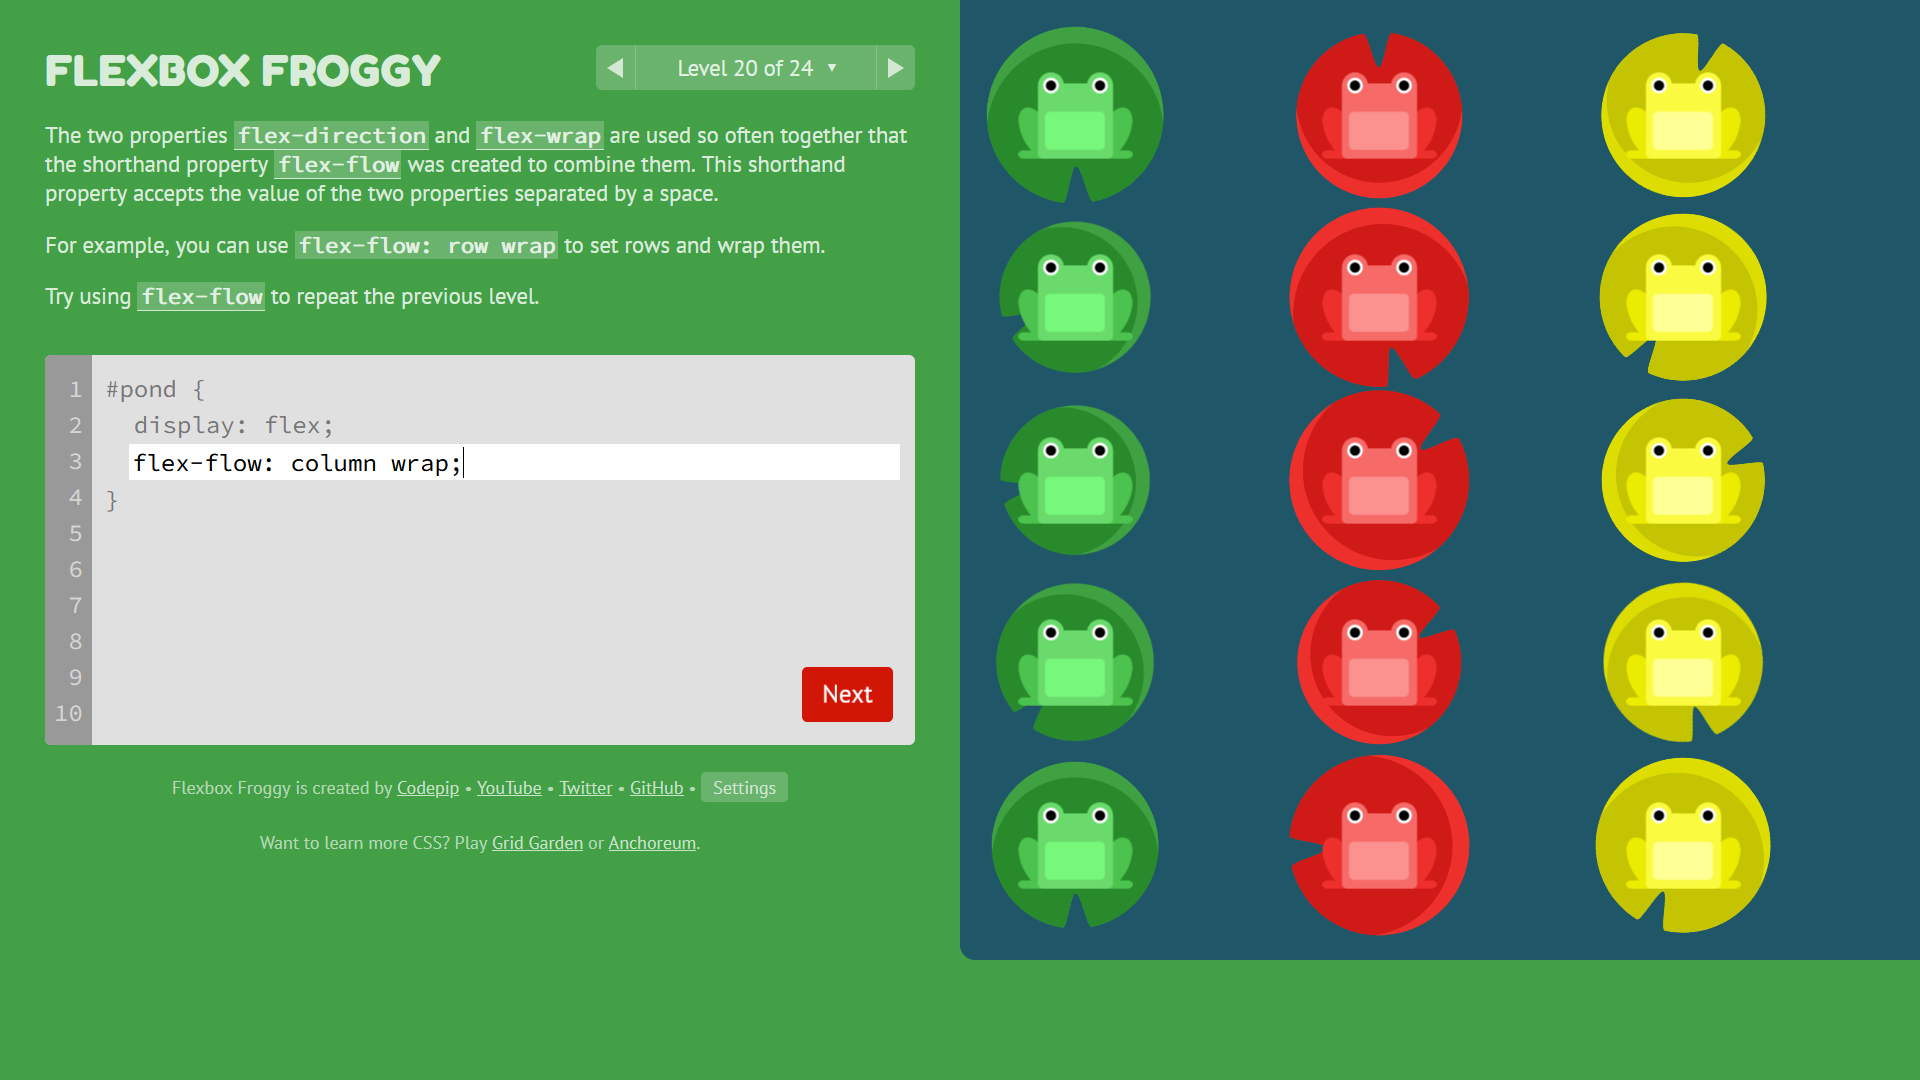 FLEXBOX FROGGY
Level 20 of 24 ▼
The two properties flex-direction and flex-wrap are used so often together that
the shorthand property flex-flow was created to combine them. This shorthand
property accepts the value of the two properties separated by a space.
For example, you can use flex-flow: row wrap to set rows and wrap them.
Try using flex-flow to repeat the previous level.
1 #pond {
2 display: flex;
3 flex-flow: column wrap;
4 }
5
6
7
8
9
10
Next
Flexbox Froggy is created by Codepip • YouTube • Twitter • GitHub • Settings
Want to learn more CSS? Play Grid Garden or Anchoreum.